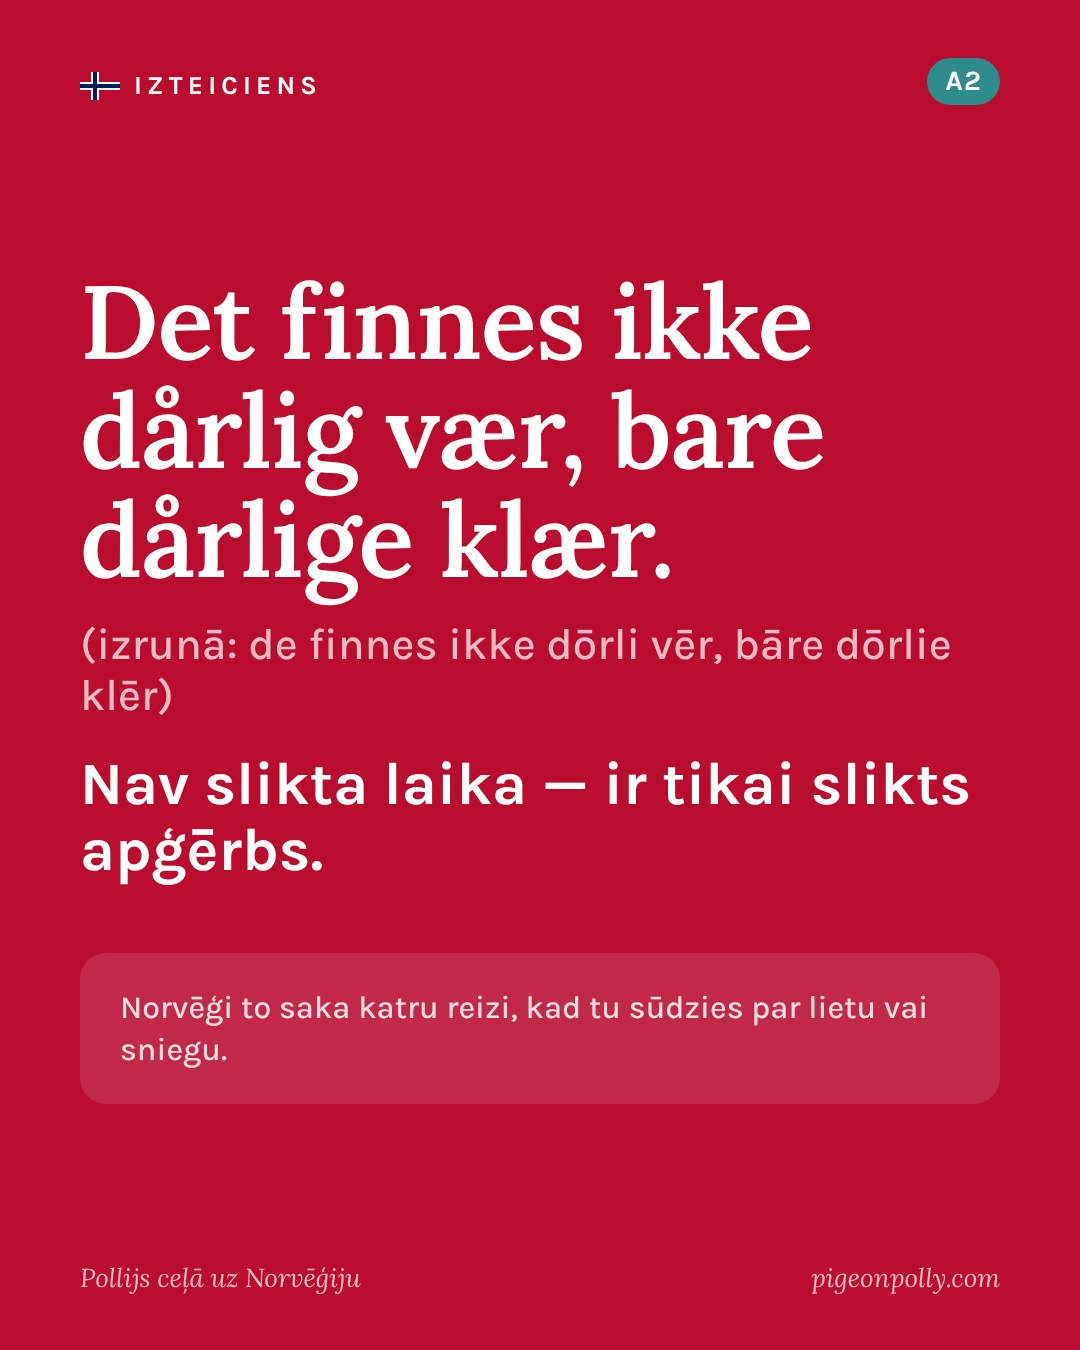 IZTEICIENS
A2
Det finnes ikke
dårlig vær, bare
dårlige klær.
(izrunā: de finnes ikke dōrli vēr, bāre dōrlie
klēr)
Nav slikta laika — ir tikai slikts
apģērbs.
Norvēģi to saka katru reizi, kad tu sūdzies par lietu vai
sniegu.
Pollijs ceļā uz Norvēģiju
pigeonpolly.com